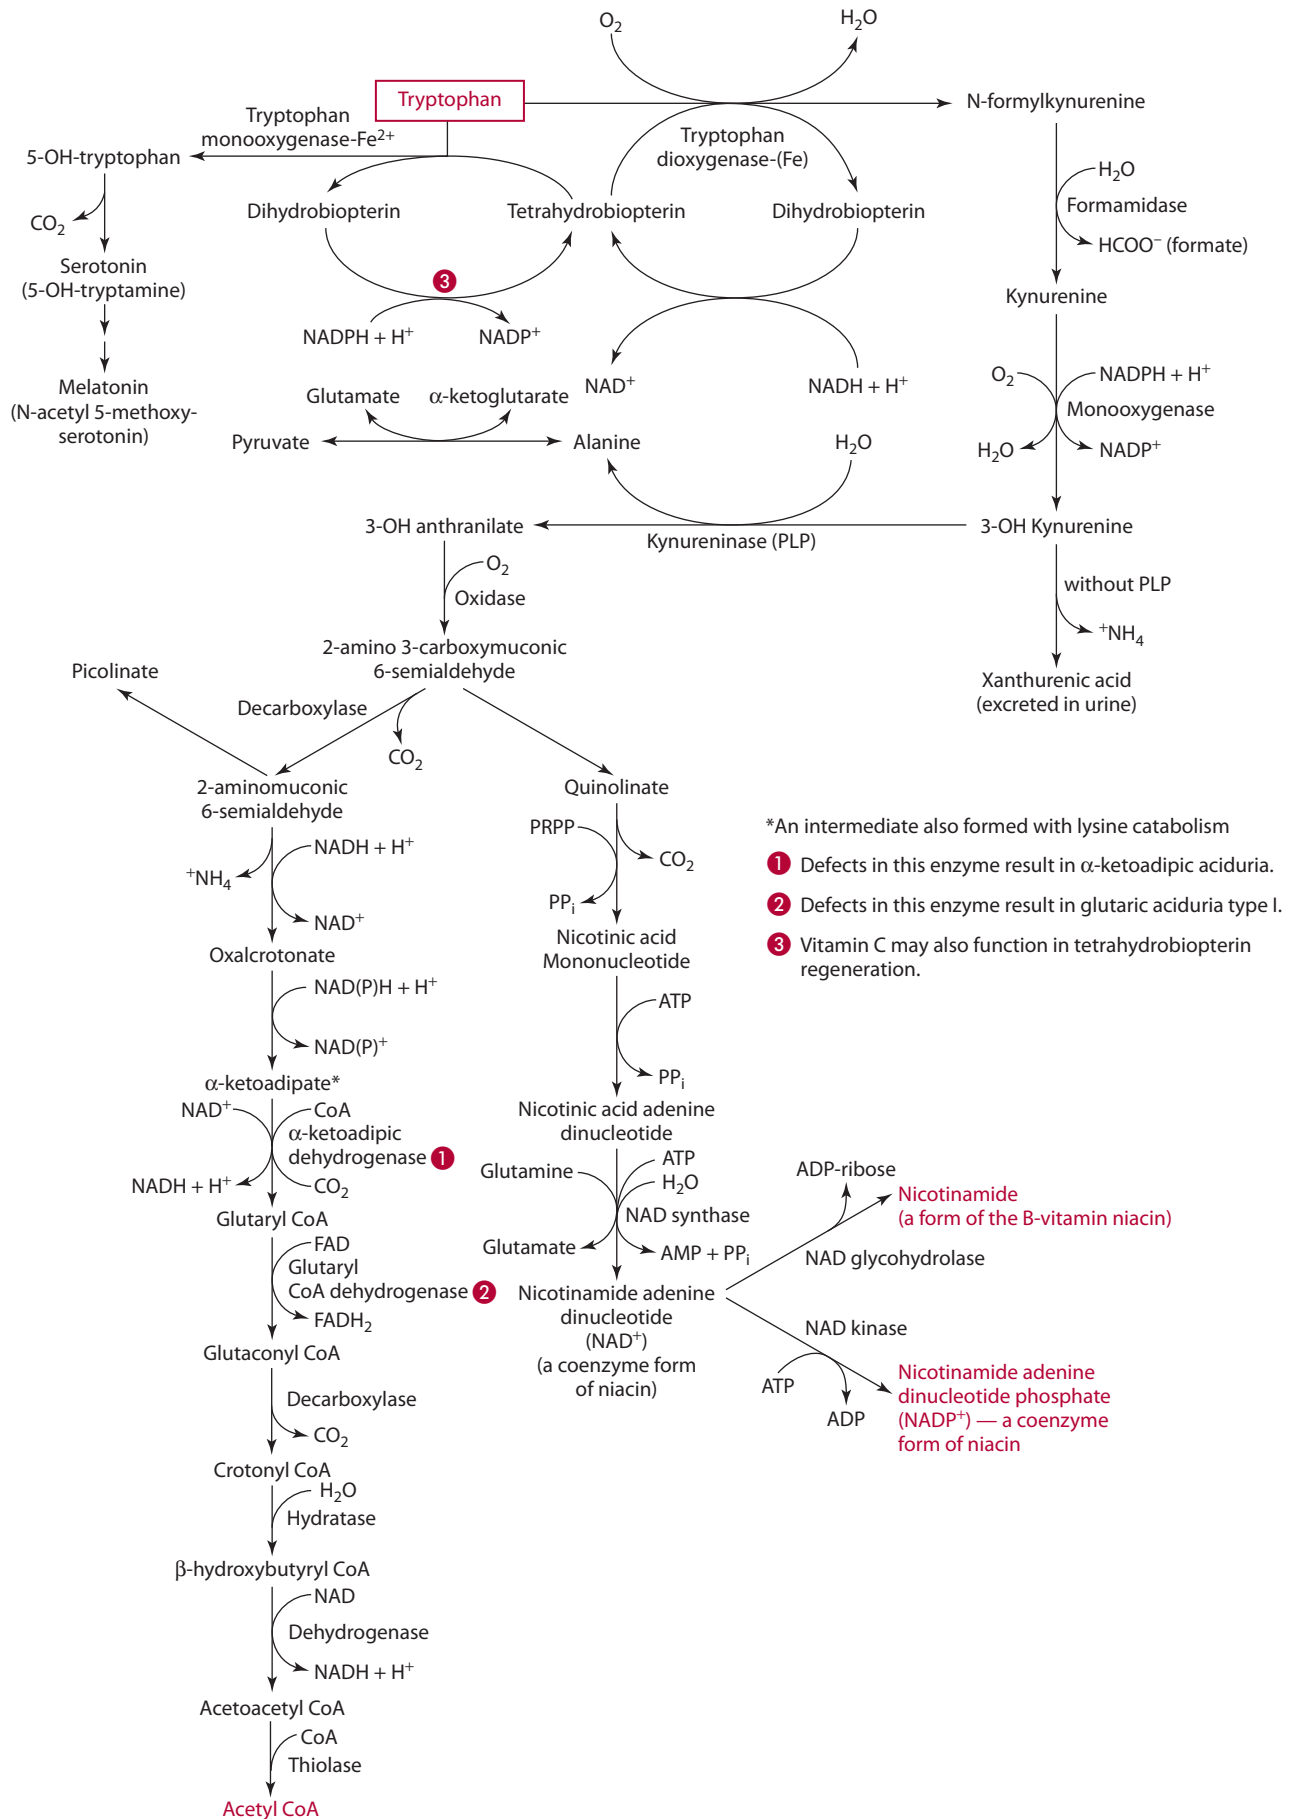 O₂
H₂O
Tryptophan
N-formylkynurenine
Tryptophan
monooxygenase-Fe²⁺
Tryptophan
dioxygenase-(Fe)
5-OH-tryptophan
H₂O
Formamidase
HCOO⁻ (formate)
Dihydrobiopterin
Tetrahydrobiopterin
Dihydrobiopterin
CO₂
Serotonin
(5-OH-tryptamine)
3
Kynurenine
NADPH + H⁺
NADP⁺
Melatonin
(N-acetyl 5-methoxy-
serotonin)
NAD⁺
NADH + H⁺
O₂
NADPH + H⁺
Monooxygenase
H₂O
NADP⁺
Glutamate
α-ketoglutarate
Pyruvate
Alanine
H₂O
3-OH anthranilate
Kynureninase (PLP)
3-OH Kynurenine
O₂
Oxidase
without PLP
⁺NH₄
Xanthurenic acid
(excreted in urine)
2-amino 3-carboxymuconic
6-semialdehyde
Picolinate
Decarboxylase
CO₂
2-aminomuconic
6-semialdehyde
Quinolinate
NADH + H⁺
⁺NH₄
NAD⁺
PRPP
CO₂
PPᵢ
*An intermediate also formed with lysine catabolism
1 Defects in this enzyme result in α-ketoadipic aciduria.
2 Defects in this enzyme result in glutaric aciduria type I.
3 Vitamin C may also function in tetrahydrobiopterin
regeneration.
Oxalcrotonate
Nicotinic acid
Mononucleotide
NAD(P)H + H⁺
NAD(P)⁺
ATP
PPᵢ
α-ketoadipate*
NAD⁺
CoA
α-ketoadipic
dehydrogenase 1
NADH + H⁺
CO₂
Nicotinic acid adenine
dinucleotide
Glutamine
ATP
H₂O
NAD synthase
Glutamate
AMP + PPᵢ
ADP-ribose
Nicotinamide
(a form of the B-vitamin niacin)
NAD glycohydrolase
Glutaryl CoA
FAD
Glutaryl
CoA dehydrogenase 2
FADH₂
Nicotinamide adenine
dinucleotide
(NAD⁺)
(a coenzyme form
of niacin)
NAD kinase
ATP
ADP
Nicotinamide adenine
dinucleotide phosphate
(NADP⁺) — a coenzyme
form of niacin
Glutaconyl CoA
Decarboxylase
CO₂
Crotonyl CoA
H₂O
Hydratase
β-hydroxybutyryl CoA
NAD
Dehydrogenase
NADH + H⁺
Acetoacetyl CoA
CoA
Thiolase
Acetyl CoA